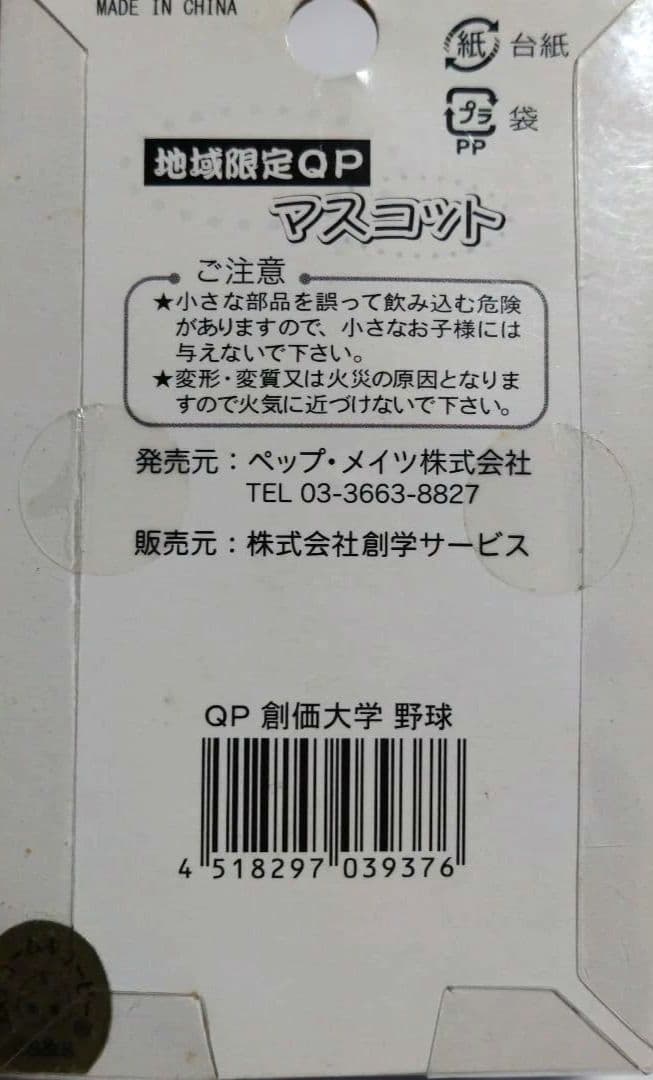 MADE IN CHINA
紙 台紙
プラ 袋
PP
地域限定QP
マスコット
ご注意
★小さな部品を誤って飲み込む危険
がありますので、小さなお子様には
与えないで下さい。
★変形・変質又は火災の原因となりま
すので火気に近づけないで下さい。
発売元：ペップ・メイツ株式会社
TEL 03-3663-8827
販売元：株式会社創学サービス
QP 創価大学 野球
4 518297 039376